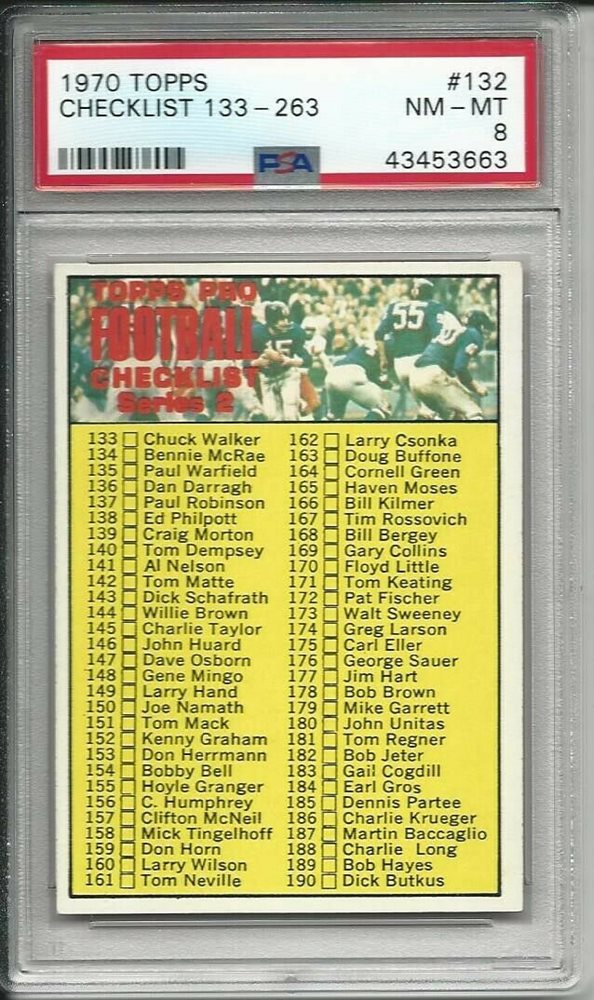 1970 TOPPS #132
CHECKLIST 133-263 NM-MT
8
PSA 43453663
TOPPS PRO
FOOTBALL
CHECKLIST
Series 2
15
55
133 Chuck Walker
134 Bennie McRae
135 Paul Warfield
136 Dan Darragh
137 Paul Robinson
138 Ed Philpott
139 Craig Morton
140 Tom Dempsey
141 Al Nelson
142 Tom Matte
143 Dick Schafrath
144 Willie Brown
145 Charlie Taylor
146 John Huard
147 Dave Osborn
148 Gene Mingo
149 Larry Hand
150 Joe Namath
151 Tom Mack
152 Kenny Graham
153 Don Herrmann
154 Bobby Bell
155 Hoyle Granger
156 C. Humphrey
157 Clifton McNeil
158 Mick Tingelhoff
159 Don Horn
160 Larry Wilson
161 Tom Neville
162 Larry Csonka
163 Doug Buffone
164 Cornell Green
165 Haven Moses
166 Bill Kilmer
167 Tim Rossovich
168 Bill Bergey
169 Gary Collins
170 Floyd Little
171 Tom Keating
172 Pat Fischer
173 Walt Sweeney
174 Greg Larson
175 Carl Eller
176 George Sauer
177 Jim Hart
178 Bob Brown
179 Mike Garrett
180 John Unitas
181 Tom Regner
182 Bob Jeter
183 Gail Cogdill
184 Earl Gros
185 Dennis Partee
186 Charlie Krueger
187 Martin Baccaglio
188 Charlie Long
189 Bob Hayes
190 Dick Butkus